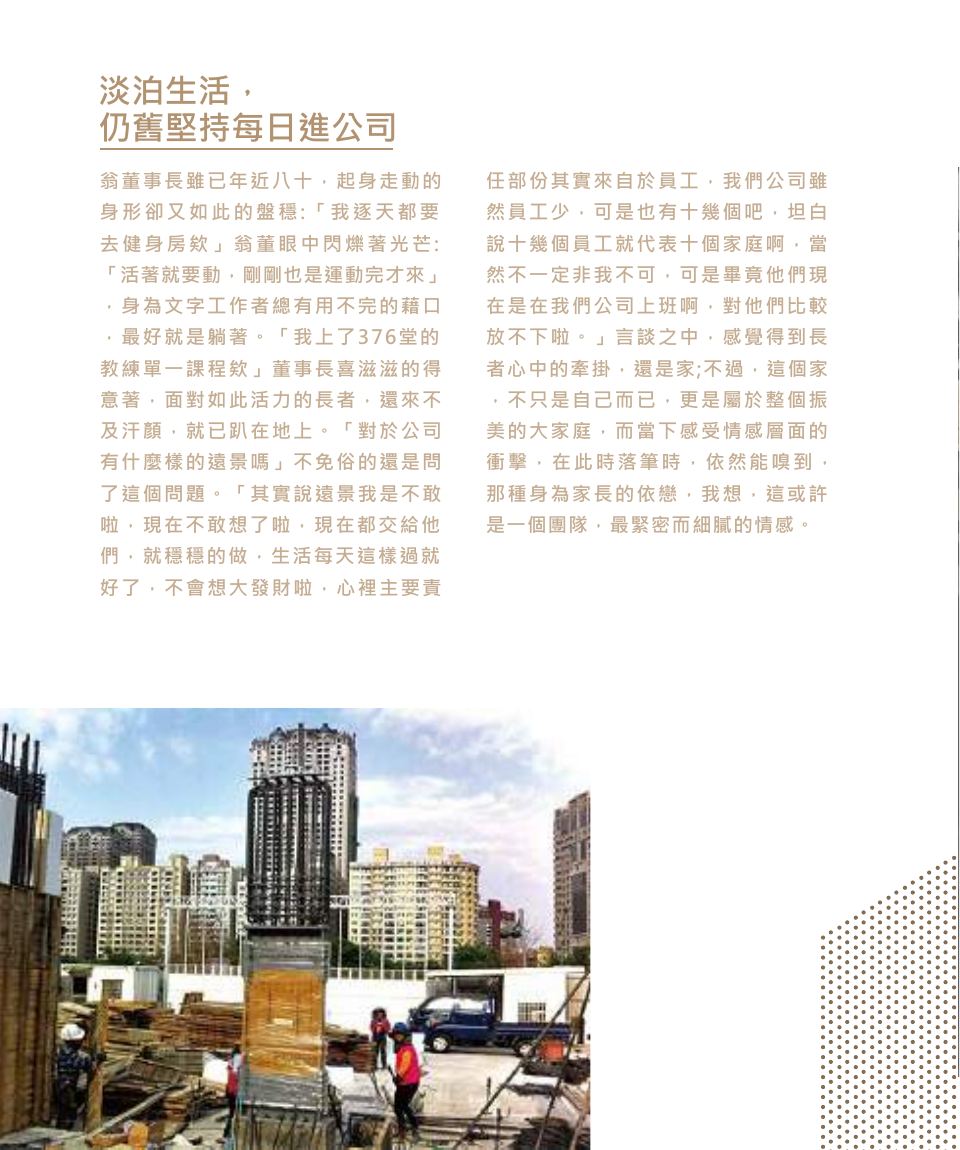 淡泊生活，
仍舊堅持每日進公司
翁董事長雖已年近八十，起身走動的
身形卻又如此的盤穩:「我逐天都要
去健身房欸」翁董眼中閃爍著光芒:
「活著就要動，剛剛也是運動完才來」
，身為文字工作者總有用不完的藉口
，最好就是躺著。「我上了376堂的
教練單一課程欸」董事長喜滋滋的得
意著，面對如此活力的長者，還來不
及汗顏，就已趴在地上。「對於公司
有什麼樣的遠景嗎」不免俗的還是問
了這個問題。「其實說遠景我是不敢
啦，現在不敢想了啦，現在都交給他
們，就穩穩的做，生活每天這樣過就
好了，不會想大發財啦，心裡主要責
任部份其實來自於員工，我們公司雖
然員工少，可是也有十幾個吧，坦白
說十幾個員工就代表十個家庭啊，當
然不一定非我不可，可是畢竟他們現
在是在我們公司上班啊，對他們比較
放不下啦。」言談之中，感覺得到長
者心中的牽掛，還是家;不過，這個家
，不只是自己而已，更是屬於整個振
美的大家庭，而當下感受情感層面的
衝擊，在此時落筆時，依然能嗅到，
那種身為家長的依戀，我想，這或許
是一個團隊，最緊密而細膩的情感。